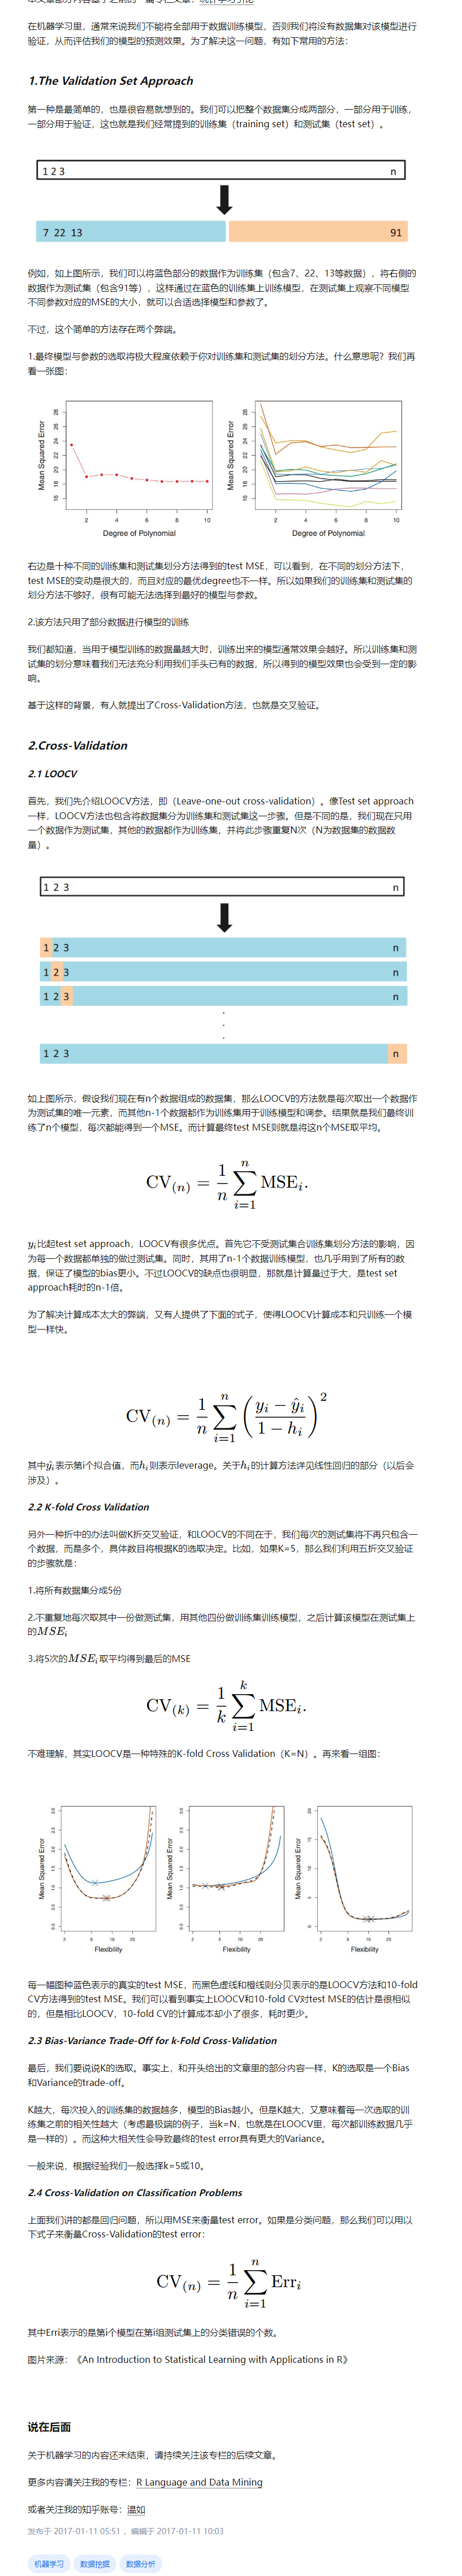 在机器学习里，通常来说我们不能将全部用于数据训练模型，否则我们将没有数据集对该模型进行
验证，从而评估我们的模型的预测效果。为了解决这一问题，有如下常用的方法：
1.The Validation Set Approach
第一种是最简单的，也是很容易就想到的。我们可以把整个数据集分成两部分，一部分用于训练，
一部分用于验证，这也就是我们经常提到的训练集（training set）和测试集（test set）。
1 2 3 n
7 22 13 91
例如，如上图所示，我们可以将蓝色部分的数据作为训练集（包含7、22、13等数据），将右侧的
数据作为测试集（包含91等），这样通过在蓝色的训练集上训练模型，在测试集上观察不同模型
不同参数对应的MSE的大小，就可以合适选择模型和参数了。
不过，这个简单的方法存在两个弊端。
1.最终模型与参数的选取将极大程度依赖于你对训练集和测试集的划分方法。什么意思呢？我们再
看一张图：
Mean Squared Error
16 18 20 22 24 26 28
2 4 6 8 10
Degree of Polynomial
Mean Squared Error
16 18 20 22 24 26 28
2 4 6 8 10
Degree of Polynomial
右边是十种不同的训练集和测试集划分方法得到的test MSE，可以看到，在不同的划分方法下，
test MSE的变动是很大的，而且对应的最优degree也不一样。所以如果我们的训练集和测试集的
划分方法不够好，很有可能无法选择到最好的模型与参数。
2.该方法只用了部分数据进行模型的训练
我们都知道，当用于模型训练的数据量越大时，训练出来的模型通常效果会越好。所以训练集和测
试集的划分意味着我们无法充分利用我们手头已有的数据，所以得到的模型效果也会受到一定的影
响。
基于这样的背景，有人就提出了Cross-Validation方法，也就是交叉验证。
2.Cross-Validation
2.1 LOOCV
首先，我们先介绍LOOCV方法，即（Leave-one-out cross-validation）。像Test set approach
一样，LOOCV方法也包含将数据集分为训练集和测试集这一步骤。但是不同的是，我们现在只用
一个数据作为测试集，其他的数据都作为训练集，并将此步骤重复N次（N为数据集的数据数
量）。
1 2 3 n
1 2 3 n
1 2 3 n
1 2 3 n
1 2 3 n
如上图所示，假设我们现在有n个数据组成的数据集，那么LOOCV的方法就是每次取出一个数据作
为测试集的唯一元素，而其他n-1个数据都作为训练集用于训练模型和调参。结果就是我们最终训
练了n个模型，每次都能得到一个MSE。而计算最终test MSE则就是将这n个MSE取平均。
CV(n) = 1/n ∑_{i=1}^{n} MSE_i.
y_i 比起test set approach，LOOCV有很多优点。首先它不受测试集合训练集划分方法的影响，因
为每一个数据都单独的做过测试集。同时，其用了n-1个数据训练模型，也几乎用到了所有的数
据，保证了模型的bias更小。不过LOOCV的缺点也很明显，那就是计算量过于大，是test set
approach耗时的n-1倍。
为了解决计算成本太大的弊端，又有人提供了下面的式子，使得LOOCV计算成本和只训练一个模
型一样快。
CV(n) = 1/n ∑_{i=1}^{n} ((y_i − ŷ_i)/(1 − h_i))^2
其中ŷ_i表示第i个拟合值，而h_i则表示leverage。关于h_i的计算方法详见线性回归的部分（以后会
涉及）。
2.2 K-fold Cross Validation
另外一种折中的办法叫做K折交叉验证，和LOOCV的不同在于，我们每次的测试集将不再只包含一
个数据，而是多个，具体数目将根据K的选取决定。比如，如果K=5，那么我们利用五折交叉验证
的步骤就是：
1.将所有数据集分成5份
2.不重复地每次取其中一份做测试集，用其他四份做训练集训练模型，之后计算该模型在测试集上
的MSE_i
3.将5次的MSE_i 取平均得到最后的MSE
CV(k) = 1/k ∑_{i=1}^{k} MSE_i.
不难理解，其实LOOCV是一种特殊的K-fold Cross Validation（K=N）。再来看一组图：
Mean Squared Error
0.0 0.5 1.0 1.5 2.0 2.5 3.0
2 5 10 20
Flexibility
Mean Squared Error
0.0 0.5 1.0 1.5 2.0 2.5 3.0
2 5 10 20
Flexibility
Mean Squared Error
0 5 10 15 20
2 5 10 20
Flexibility
每一幅图种蓝色表示的真实的test MSE，而黑色虚线和橙线则分贝表示的是LOOCV方法和10-fold
CV方法得到的test MSE。我们可以看到事实上LOOCV和10-fold CV对test MSE的估计是很相似
的，但是相比LOOCV，10-fold CV的计算成本却小了很多，耗时更少。
2.3 Bias-Variance Trade-Off for k-Fold Cross-Validation
最后，我们要说说K的选取。事实上，和开头给出的文章里的部分内容一样，K的选取是一个Bias
和Variance的trade-off。
K越大，每次投入的训练集的数据越多，模型的Bias越小。但是K越大，又意味着每一次选取的训
练集之前的相关性越大（考虑最极端的例子，当k=N，也就是在LOOCV里，每次都训练数据几乎
是一样的）。而这种大相关性会导致最终的test error具有更大的Variance。
一般来说，根据经验我们一般选择k=5或10。
2.4 Cross-Validation on Classification Problems
上面我们讲的都是回归问题，所以用MSE来衡量test error。如果是分类问题，那么我们可以用以
下式子来衡量Cross-Validation的test error：
CV(n) = 1/n ∑_{i=1}^{n} Err_i
其中Erri表示的是第i个模型在第i组测试集上的分类错误的个数。
图片来源：《An Introduction to Statistical Learning with Applications in R》
说在后面
关于机器学习的内容还未结束，请持续关注该专栏的后续文章。
更多内容请关注我的专栏：R Language and Data Mining
或者关注我的知乎账号：温如
发布于 2017-01-11 05:51 ，编辑于 2017-01-11 10:03
机器学习 数据挖掘 数据分析